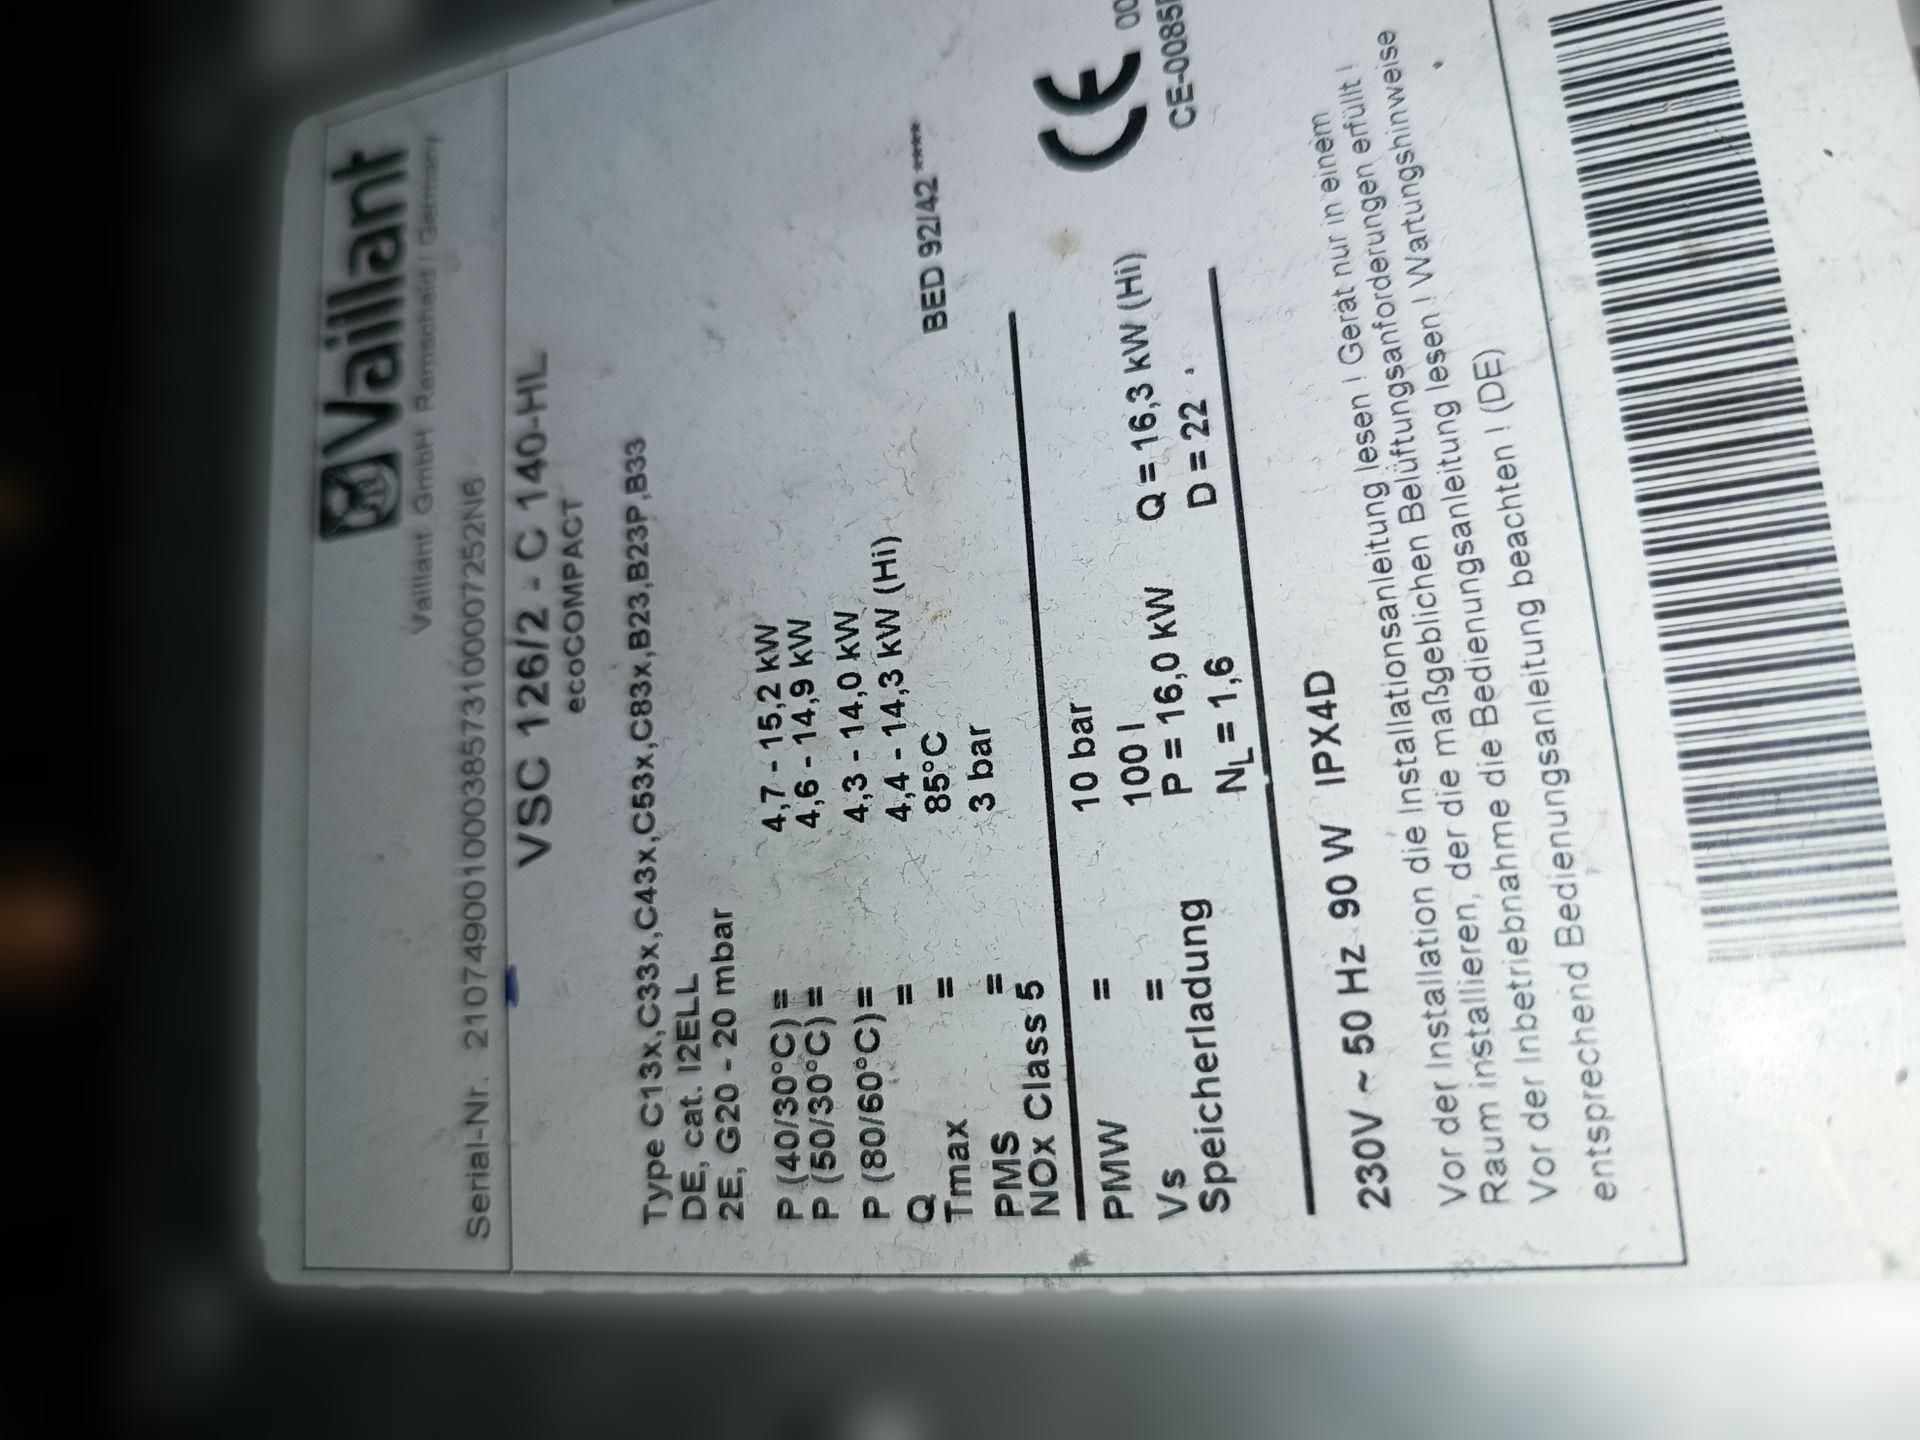 Vaillant
Vaillant GmbH Remscheid / Germany
Serial-Nr. 21074900100038573100007252N6
VSC 126/2 - C 140-HL
ecoCOMPACT
Type C13x,C33x,C43x,C53x,C83x,B23,B23P,B33
DE, cat. I2ELL
2E, G20 - 20 mbar
P (40/30°C) = 4,7 - 15,2 kW
P (50/30°C) = 4,6 - 14,9 kW
P (80/60°C) = 4,3 - 14,0 kW
Q = 4,4 - 14,3 kW (Hi)
Tmax = 85°C
BED 92/42 ****
PMS = 3 bar
NOx Class 5
PMW = 10 bar
Vs = 100 l
Speicherladung P = 16,0 kW Q = 16,3 kW (Hi)
NL = 1,6 D = 22
CE 00
CE-0085
230V ~ 50 Hz 90 W IPX4D
Vor der Installation die Installationsanleitung lesen ! Gerät nur in einem
Raum installieren, der die maßgeblichen Belüftungsanforderungen erfüllt !
Vor der Inbetriebnahme die Bedienungsanleitung lesen ! Wartungshinweise
entsprechend Bedienungsanleitung beachten ! (DE)